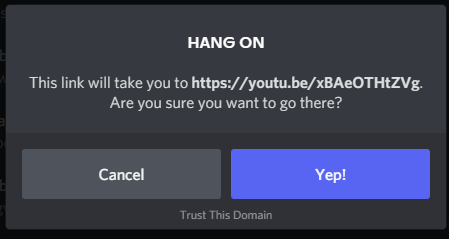 HANG ON
This link will take you to https://youtu.be/xBAeOTHtZVg.
Are you sure you want to go there?
Cancel
Yep!
Trust This Domain